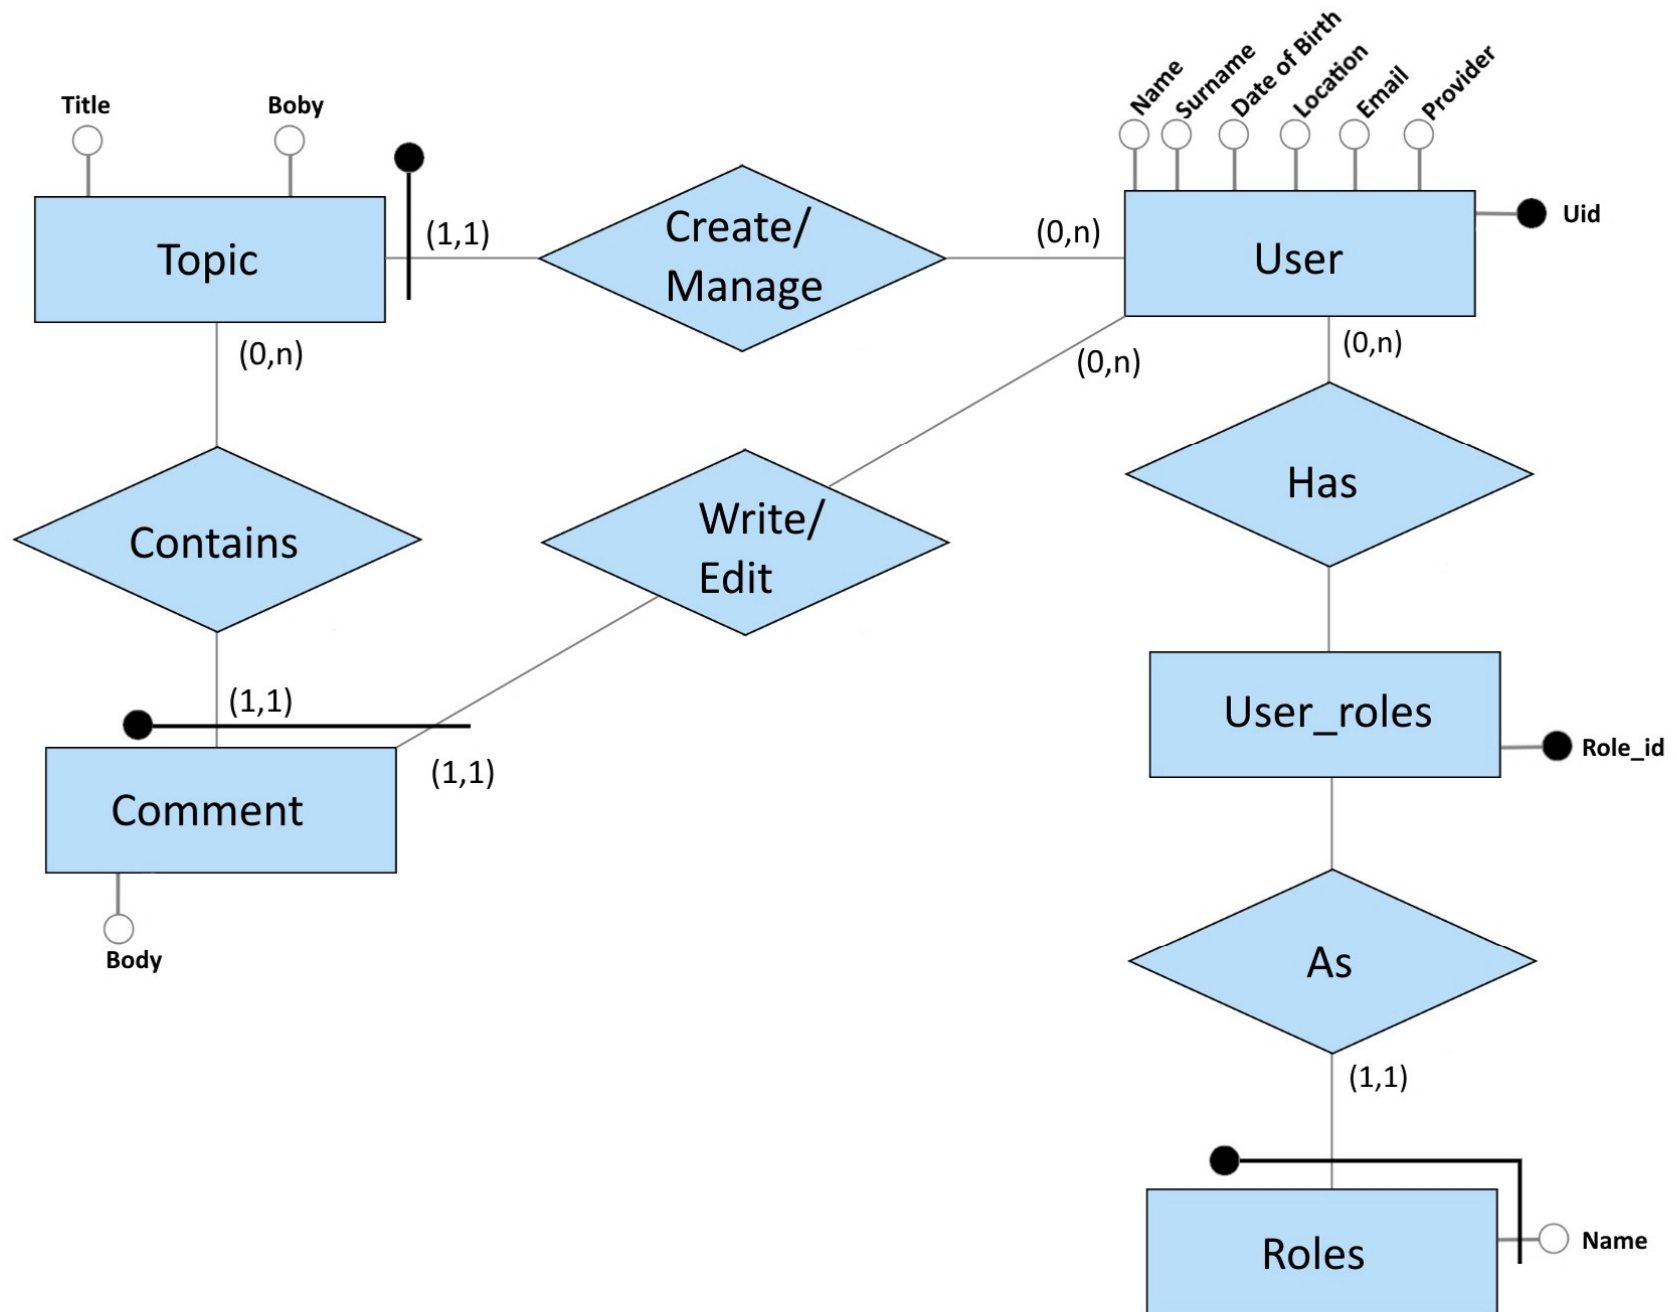 Name
Surname
Date of Birth
Location
Email
Provider
Title
Boby
Uid
Topic
(1,1)
Create/
Manage
(0,n)
User
(0,n)
(0,n)
(0,n)
Has
Contains
Write/
Edit
(1,1)
User_roles
Role_id
(1,1)
Comment
Body
As
(1,1)
Roles
Name